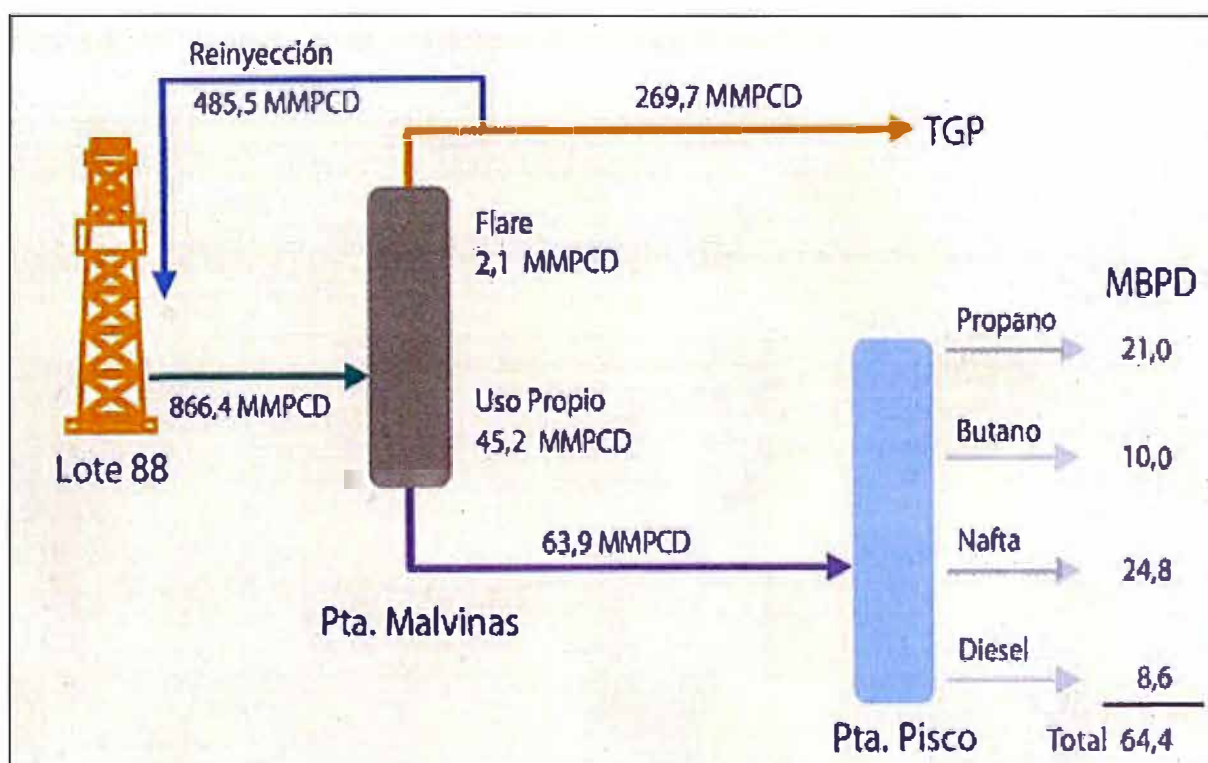 Reinyección
485,5 MMPCD
269,7 MMPCD
TGP
Flare
2,1 MMPCD
866,4 MMPCD
Uso Propio
45,2 MMPCD
Lote 88
63,9 MMPCD
Pta. Malvinas
MBPD
Propano
21,0
Butano
10,0
Nafta
24,8
Diesel
8,6
Pta. Pisco
Total 64,4